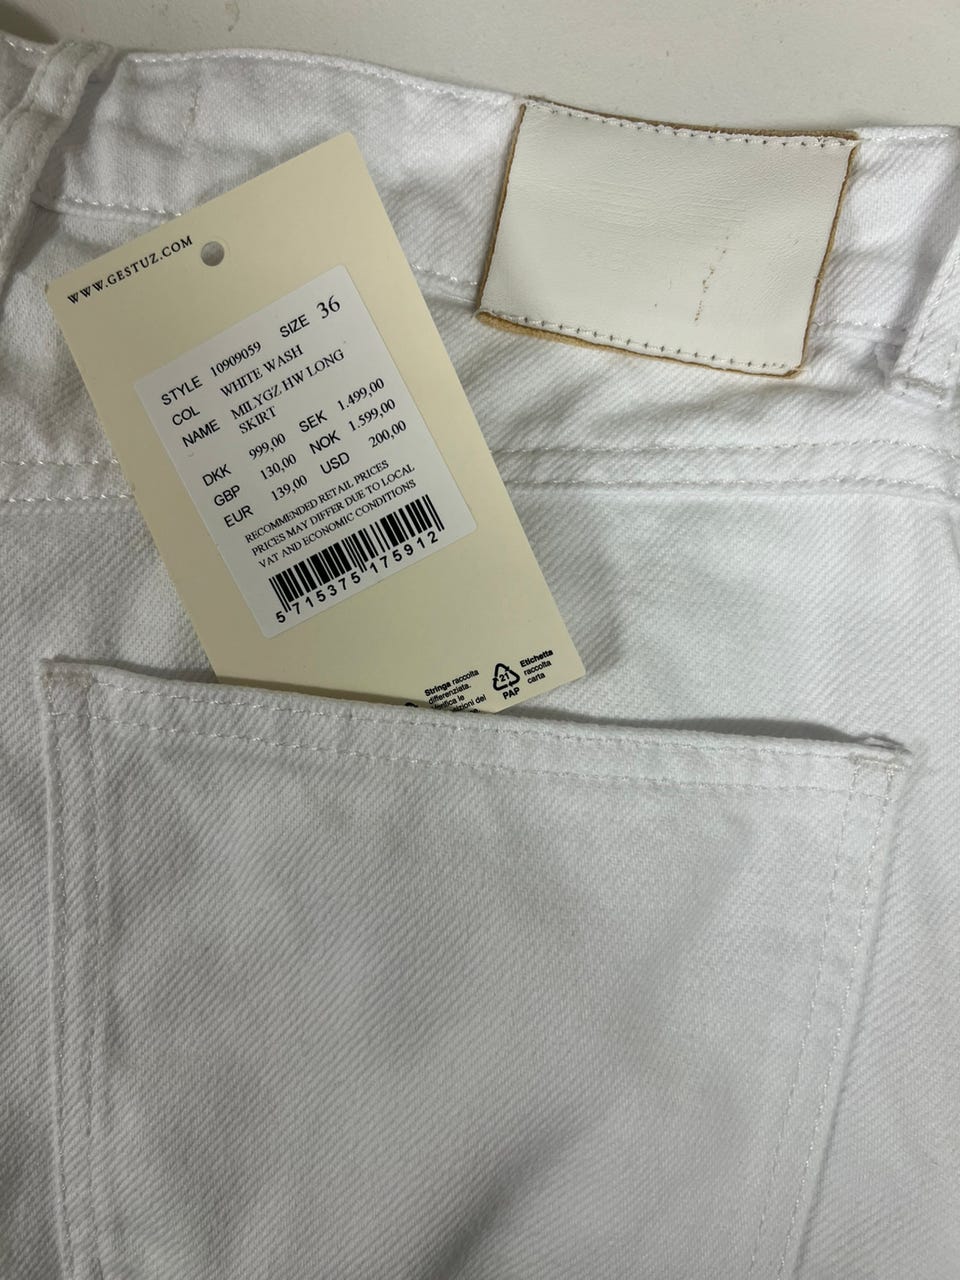 WWW.GESTUZ.COM
STYLE 10909059 SIZE 36
COL WHITE WASH
NAME MILYGZ HW LONG
SKIRT
DKK 999,00 SEK 1.499,00
GBP 130,00 NOK 1.599,00
EUR 139,00 USD 200,00
RECOMMENDED RETAIL PRICES
PRICES MAY DIFFER DUE TO LOCAL
VAT AND ECONOMIC CONDITIONS
5 715375 175912
Stringa raccolta
differenziata.
Verifica le
21
PAP
Etichetta
raccolta
carta